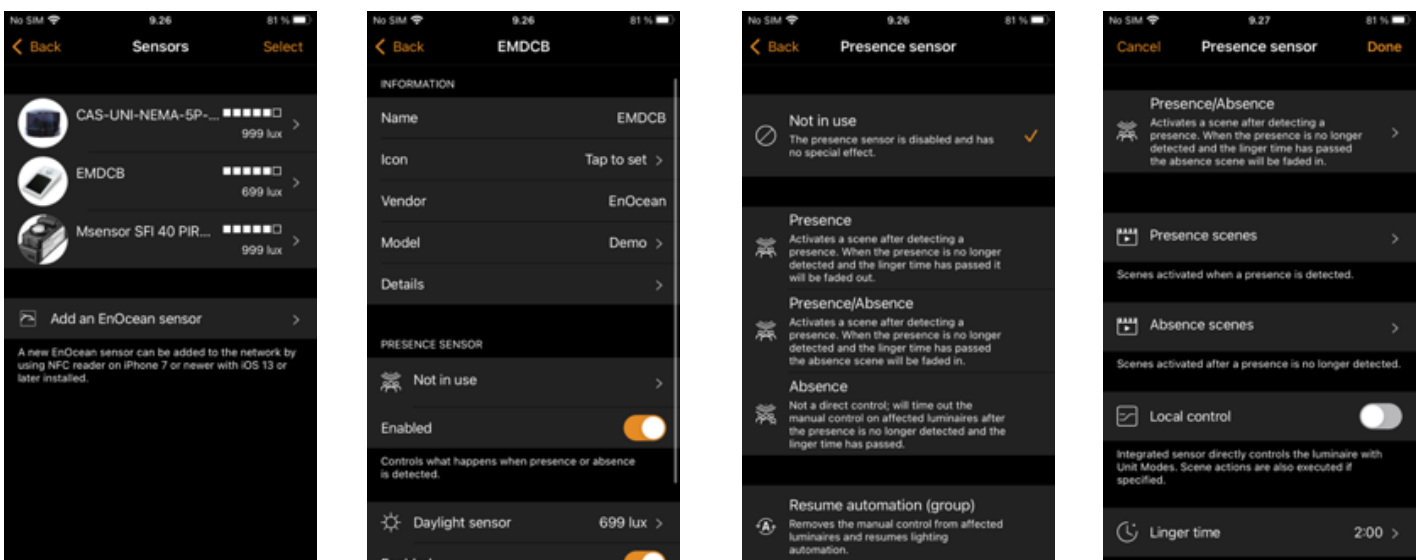 No SIM 9.26 81 %
Back Sensors Select
CAS-UNI-NEMA-5P-...
999 lux
EMDCB
699 lux
Msensor SFI 40 PIR...
999 lux
Add an EnOcean sensor
A new EnOcean sensor can be added to the network by
using NFC reader on iPhone 7 or newer with iOS 13 or
later installed.
No SIM 9.26 81 %
Back EMDCB
INFORMATION
Name EMDCB
Icon Tap to set
Vendor EnOcean
Model Demo
Details
PRESENCE SENSOR
Not in use
Enabled
Controls what happens when presence or absence
is detected.
Daylight sensor 699 lux
Enabled
No SIM 9.26 81 %
Back Presence sensor
Not in use
The presence sensor is disabled and has
no special effect.
Presence
Activates a scene after detecting a
presence. When the presence is no longer
detected and the linger time has passed it
will be faded out.
Presence/Absence
Activates a scene after detecting a
presence. When the presence is no longer
detected and the linger time has passed
the absence scene will be faded in.
Absence
Not a direct control; will time out the
manual control on affected luminaires after
the presence is no longer detected and the
linger time has passed.
Resume automation (group)
Removes the manual control from affected
luminaires and resumes lighting
automation.
No SIM 9.27 81 %
Cancel Presence sensor Done
Presence/Absence
Activates a scene after detecting a
presence. When the presence is no longer
detected and the linger time has passed
the absence scene will be faded in.
Presence scenes
Scenes activated when a presence is detected.
Absence scenes
Scenes activated after a presence is no longer detected.
Local control
Integrated sensor directly controls the luminaire with
Unit Modes. Scene actions are also executed if
specified.
Linger time 2:00